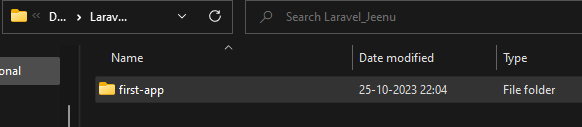 D... Larav... Search Laravel_Jeenu
Name Date modified Type
onal
first-app 25-10-2023 22:04 File folder